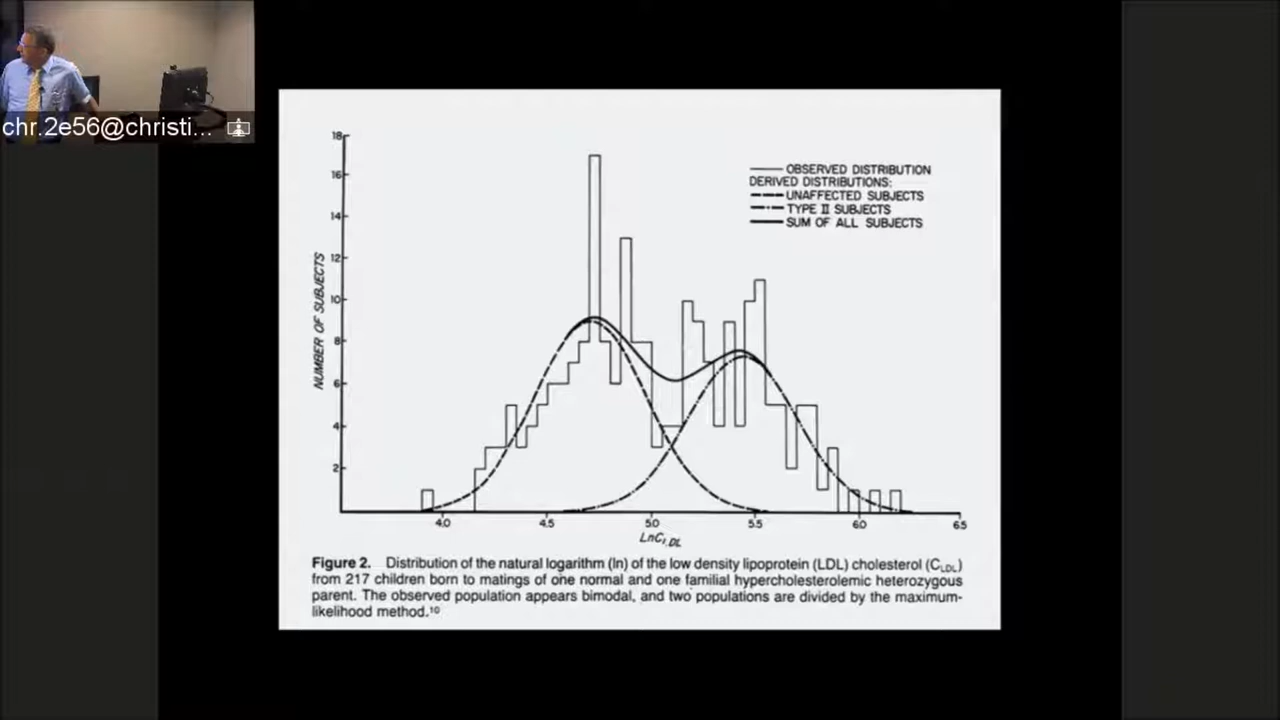 chr.2e56@christi...
18
16
14
12
10
8
6
4
2
NUMBER OF SUBJECTS
OBSERVED DISTRIBUTION
DERIVED DISTRIBUTIONS:
UNAFFECTED SUBJECTS
TYPE II SUBJECTS
SUM OF ALL SUBJECTS
4.0 4.5 5.0 5.5 6.0 6.5
LnC LDL
Figure 2. Distribution of the natural logarithm (ln) of the low density lipoprotein (LDL) cholesterol (CLDL)
from 217 children born to matings of one normal and one familial hypercholesterolemic heterozygous
parent. The observed population appears bimodal, and two populations are divided by the maximum-
likelihood method.¹⁰